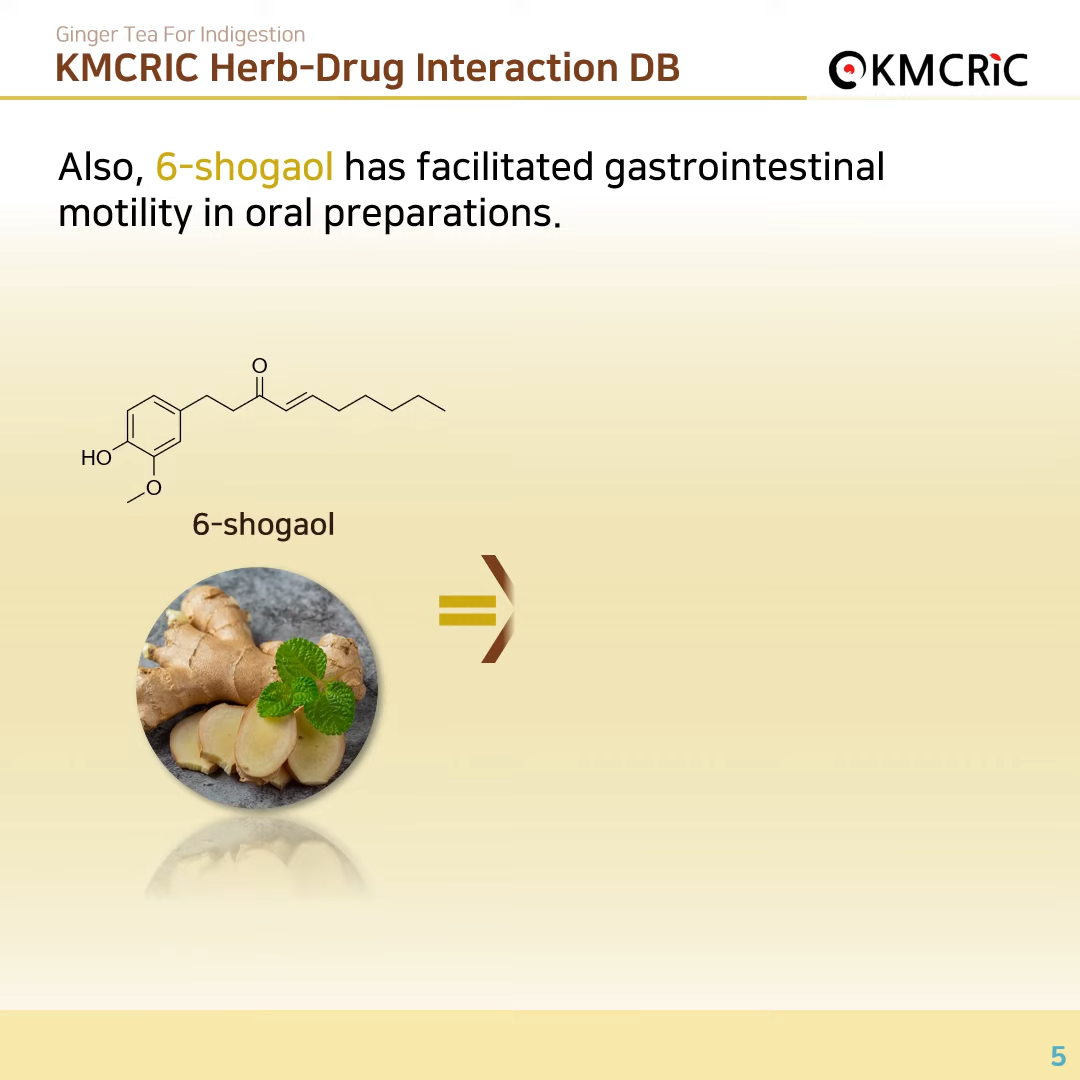 Ginger Tea For Indigestion
KMCRIC Herb-Drug Interaction DB
KMCRiC
Also, 6-shogaol has facilitated gastrointestinal
motility in oral preparations.
O
HO
O
6-shogaol
5